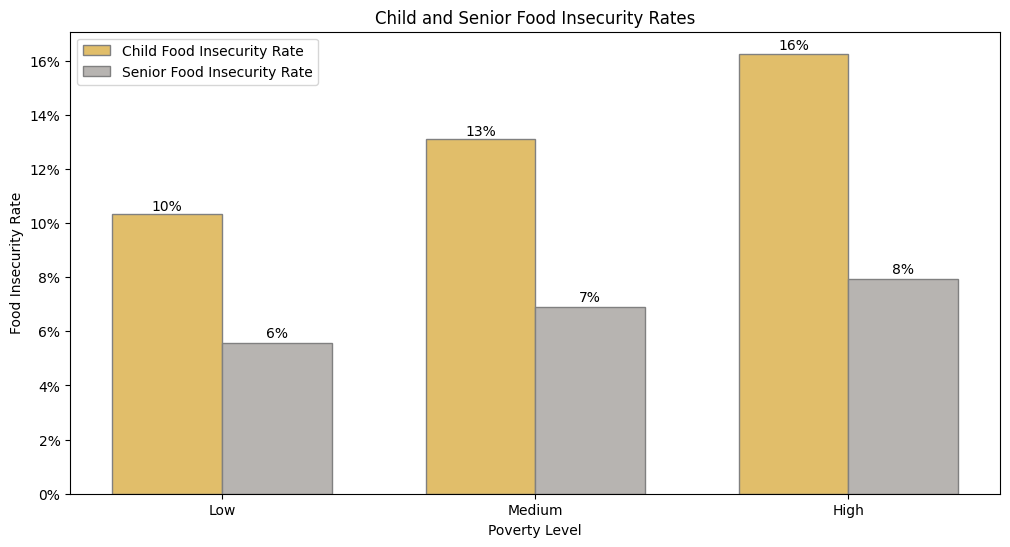 Child and Senior Food Insecurity Rates
Child Food Insecurity Rate
Senior Food Insecurity Rate
Food Insecurity Rate
16%
14%
12%
10%
8%
6%
4%
2%
0%
10%
6%
13%
7%
16%
8%
Low
Medium
High
Poverty Level